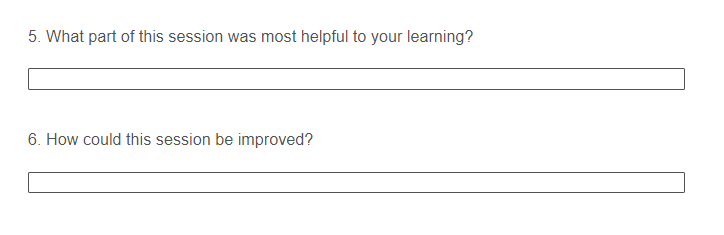 5. What part of this session was most helpful to your learning?
6. How could this session be improved?